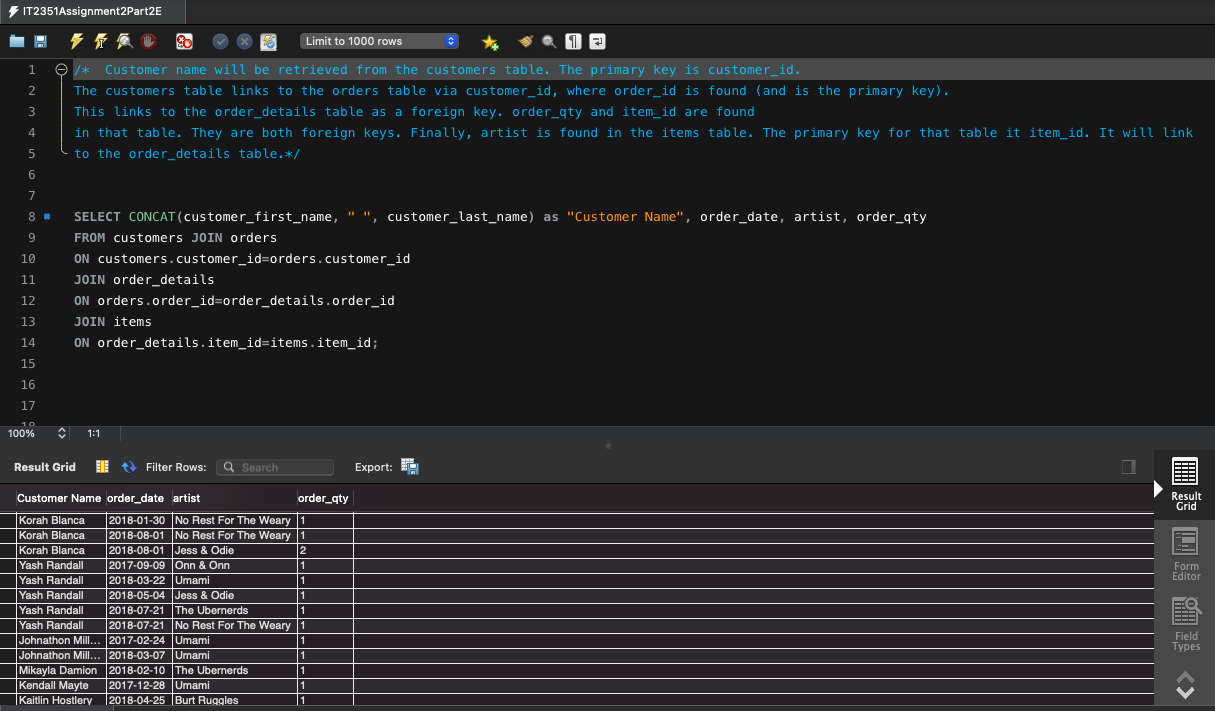 IT2351Assignment2Part2E
Limit to 1000 rows
1 /*  Customer name will be retrieved from the customers table. The primary key is customer_id.
2 The customers table links to the orders table via customer_id, where order_id is found (and is the primary key).
3 This links to the order_details table as a foreign key. order_qty and item_id are found
4 in that table. They are both foreign keys. Finally, artist is found in the items table. The primary key for that table it item_id. It will link
5 to the order_details table.*/
6
7
8 SELECT CONCAT(customer_first_name, " ", customer_last_name) as "Customer Name", order_date, artist, order_qty
9 FROM customers JOIN orders
10 ON customers.customer_id=orders.customer_id
11 JOIN order_details
12 ON orders.order_id=order_details.order_id
13 JOIN items
14 ON order_details.item_id=items.item_id;
15
16
17
18
100% 1:1
Result Grid Filter Rows: Search Export:
Customer Name order_date artist order_qty
Korah Blanca 2018-01-30 No Rest For The Weary 1
Korah Blanca 2018-08-01 No Rest For The Weary 1
Korah Blanca 2018-08-01 Jess & Odie 2
Yash Randall 2017-09-09 Onn & Onn 1
Yash Randall 2018-03-22 Umami 1
Yash Randall 2018-05-04 Jess & Odie 1
Yash Randall 2018-07-21 The Ubernerds 1
Yash Randall 2018-07-21 No Rest For The Weary 1
Johnathon Mill... 2017-02-24 Umami 1
Johnathon Mill... 2018-03-07 Umami 1
Mikayla Damion 2018-02-10 The Ubernerds 1
Kendall Mayte 2017-12-28 Umami 1
Kaitlin Hostlery 2018-04-25 Burt Ruggles 1
Result
Grid
Form
Editor
Field
Types